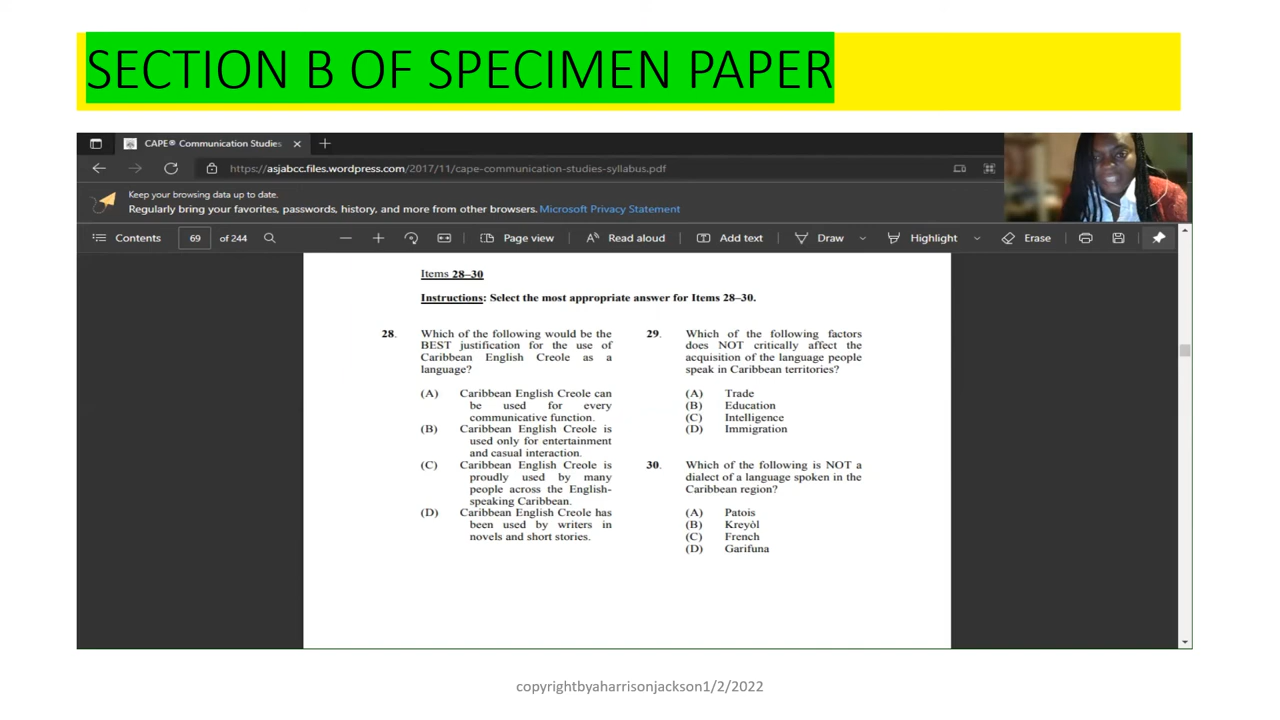 SECTION B OF SPECIMEN PAPER
CAPE® Communication Studies
https://asjabcc.files.wordpress.com/2017/11/cape-communication-studies-syllabus.pdf
Keep your browsing data up to date.
Regularly bring your favorites, passwords, history, and more from other browsers. Microsoft Privacy Statement
Contents 69 of 244 Page view Read aloud Add text Draw Highlight Erase
Items 28–30
Instructions: Select the most appropriate answer for Items 28–30.
28. Which of the following would be the
BEST justification for the use of
Caribbean English Creole as a
language?
(A) Caribbean English Creole can
be used for every
communicative function.
(B) Caribbean English Creole is
used only for entertainment
and casual interaction.
(C) Caribbean English Creole is
proudly used by many
people across the English-
speaking Caribbean.
(D) Caribbean English Creole has
been used by writers in
novels and short stories.
29. Which of the following factors
does NOT critically affect the
acquisition of the language people
speak in Caribbean territories?
(A) Trade
(B) Education
(C) Intelligence
(D) Immigration
30. Which of the following is NOT a
dialect of a language spoken in the
Caribbean region?
(A) Patois
(B) Kreyòl
(C) French
(D) Garifuna
copyrightbyaharrisonjackson1/2/2022